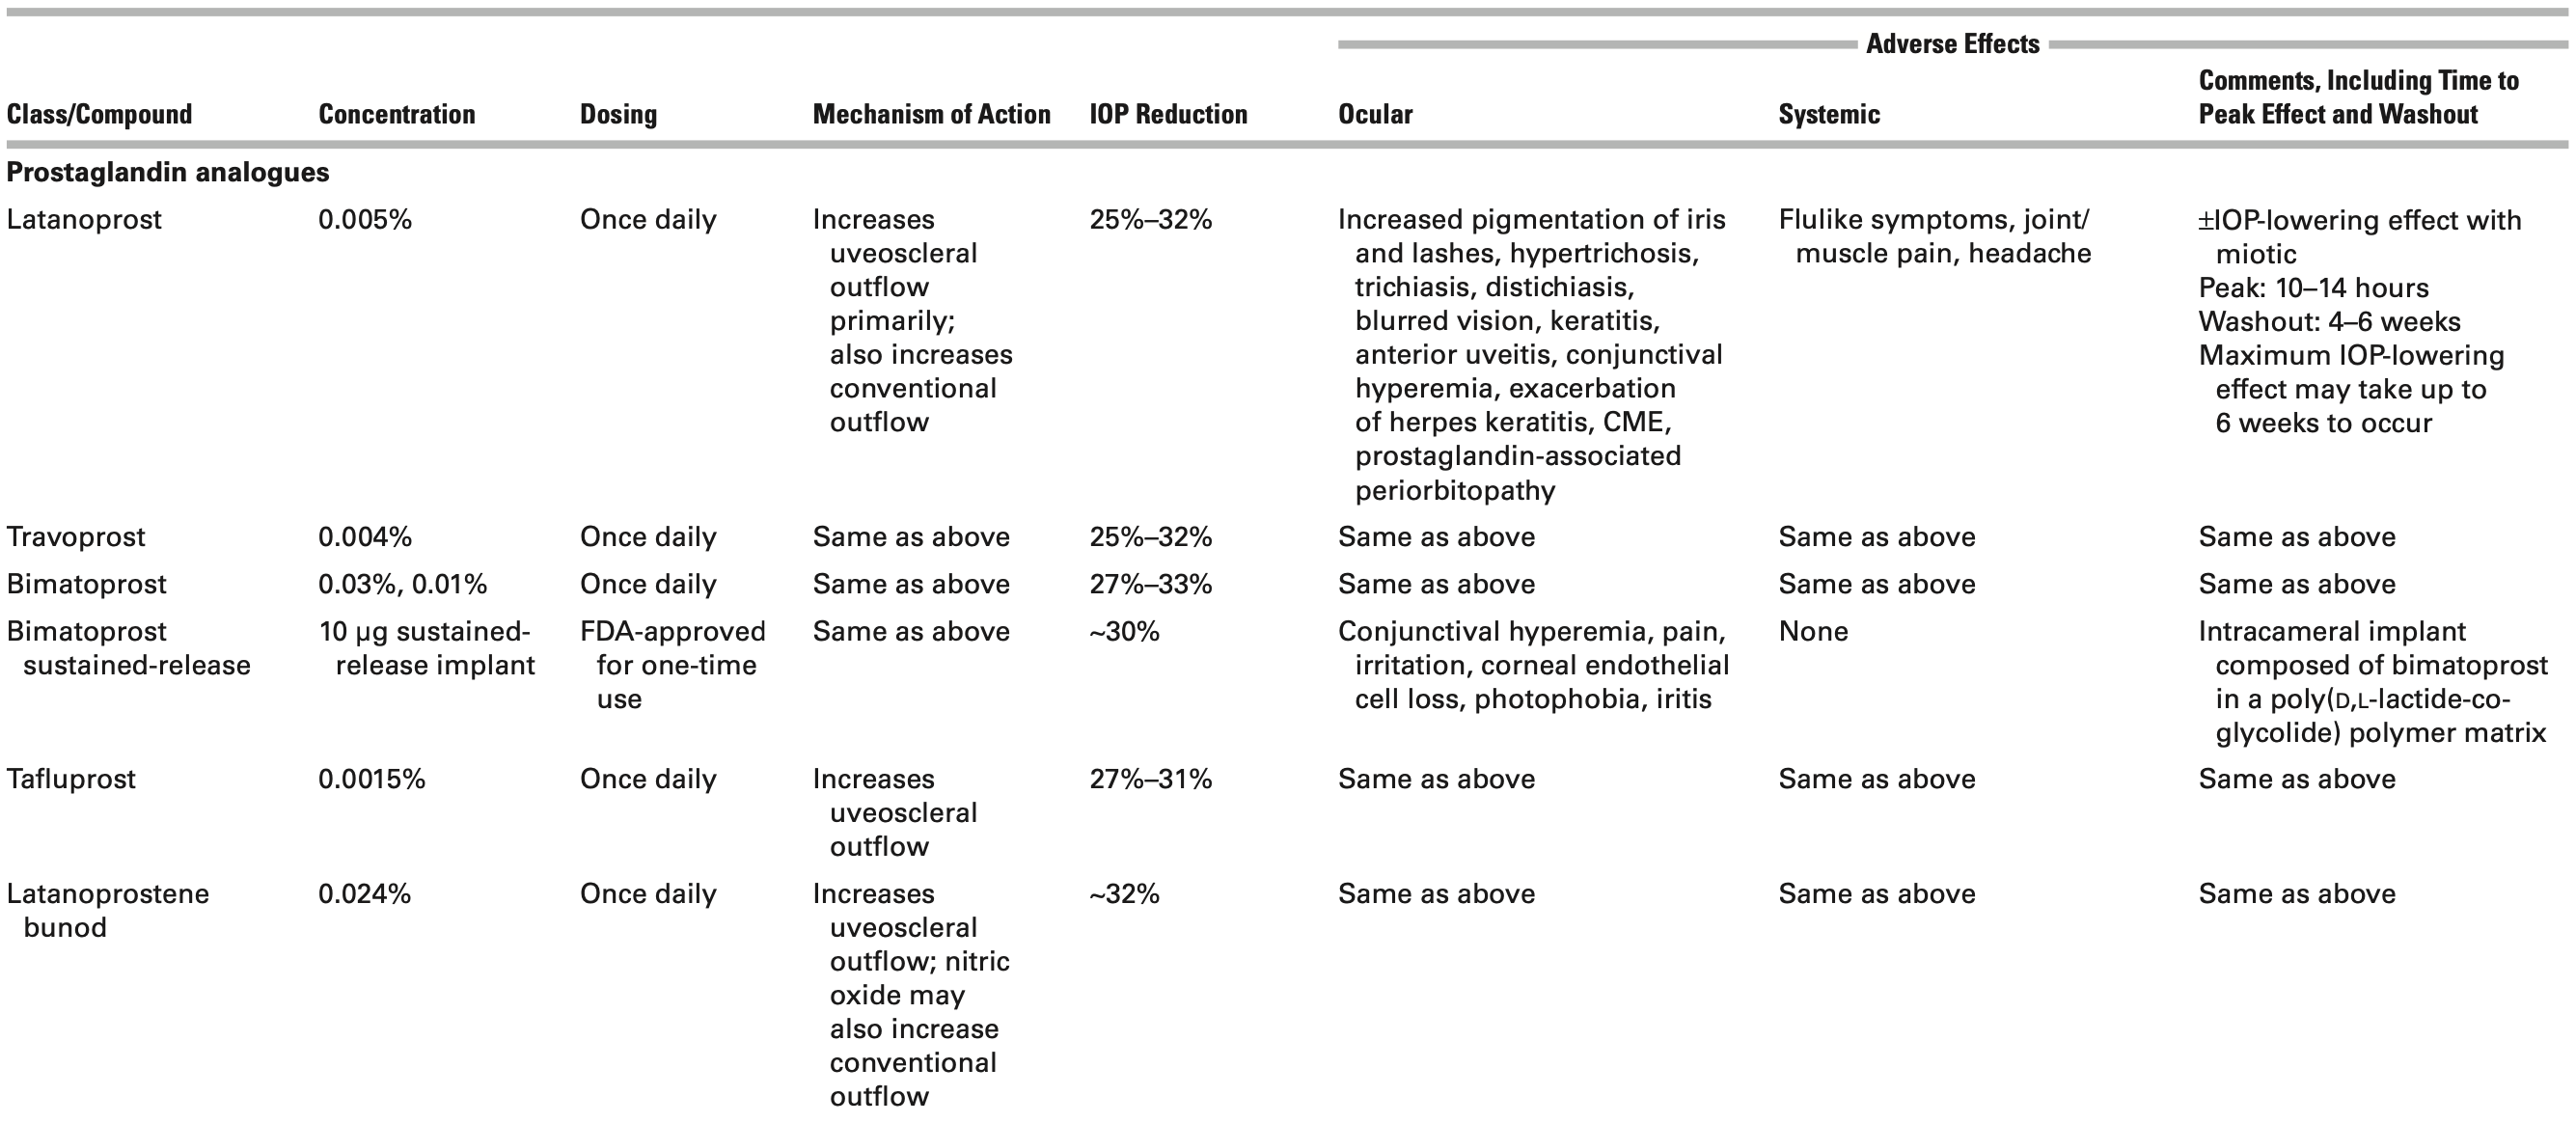 Adverse Effects
Comments, Including Time to
Class/Compound Concentration Dosing Mechanism of Action IOP Reduction Ocular Systemic Peak Effect and Washout
Prostaglandin analogues
Latanoprost 0.005% Once daily Increases 25%–32% Increased pigmentation of iris Flulike symptoms, joint/ ±IOP-lowering effect with
uveoscleral and lashes, hypertrichosis, muscle pain, headache miotic
outflow trichiasis, distichiasis, Peak: 10–14 hours
primarily; blurred vision, keratitis, Washout: 4–6 weeks
also increases anterior uveitis, conjunctival Maximum IOP-lowering
conventional hyperemia, exacerbation effect may take up to
outflow of herpes keratitis, CME, 6 weeks to occur
prostaglandin-associated
periorbitopathy
Travoprost 0.004% Once daily Same as above 25%–32% Same as above Same as above Same as above
Bimatoprost 0.03%, 0.01% Once daily Same as above 27%–33% Same as above Same as above Same as above
Bimatoprost 10 µg sustained- FDA-approved Same as above ~30% Conjunctival hyperemia, pain, None Intracameral implant
sustained-release release implant for one-time irritation, corneal endothelial composed of bimatoprost
use cell loss, photophobia, iritis in a poly(D,L-lactide-co-
glycolide) polymer matrix
Tafluprost 0.0015% Once daily Increases 27%–31% Same as above Same as above Same as above
uveoscleral
outflow
Latanoprostene 0.024% Once daily Increases ~32% Same as above Same as above Same as above
bunod uveoscleral
outflow; nitric
oxide may
also increase
conventional
outflow